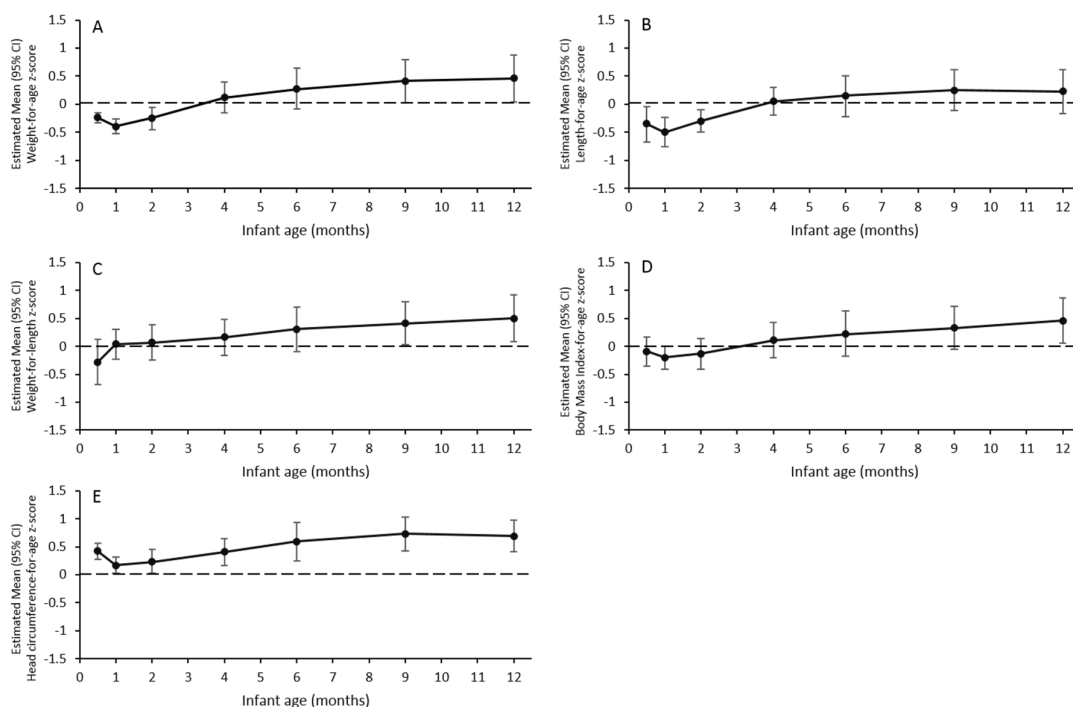 A
Estimated Mean (95% CI)
Weight-for-age z-score
1.5
1
0.5
0
-0.5
-1
-1.5
0 1 2 3 4 5 6 7 8 9 10 11 12
Infant age (months)
B
Estimated Mean (95% CI)
Length-for-age z-score
1.5
1
0.5
0
-0.5
-1
-1.5
0 1 2 3 4 5 6 7 8 9 10 11 12
Infant age (months)
C
Estimated Mean (95% CI)
Weight-for-length z-score
1.5
1
0.5
0
-0.5
-1
-1.5
0 1 2 3 4 5 6 7 8 9 10 11 12
Infant age (months)
D
Estimated Mean (95% CI)
Body Mass Index-for-age z-score
1.5
1
0.5
0
-0.5
-1
-1.5
0 1 2 3 4 5 6 7 8 9 10 11 12
Infant age (months)
E
Estimated Mean (95% CI)
Head circumference-for-age z-score
1.5
1
0.5
0
-0.5
-1
-1.5
0 1 2 3 4 5 6 7 8 9 10 11 12
Infant age (months)